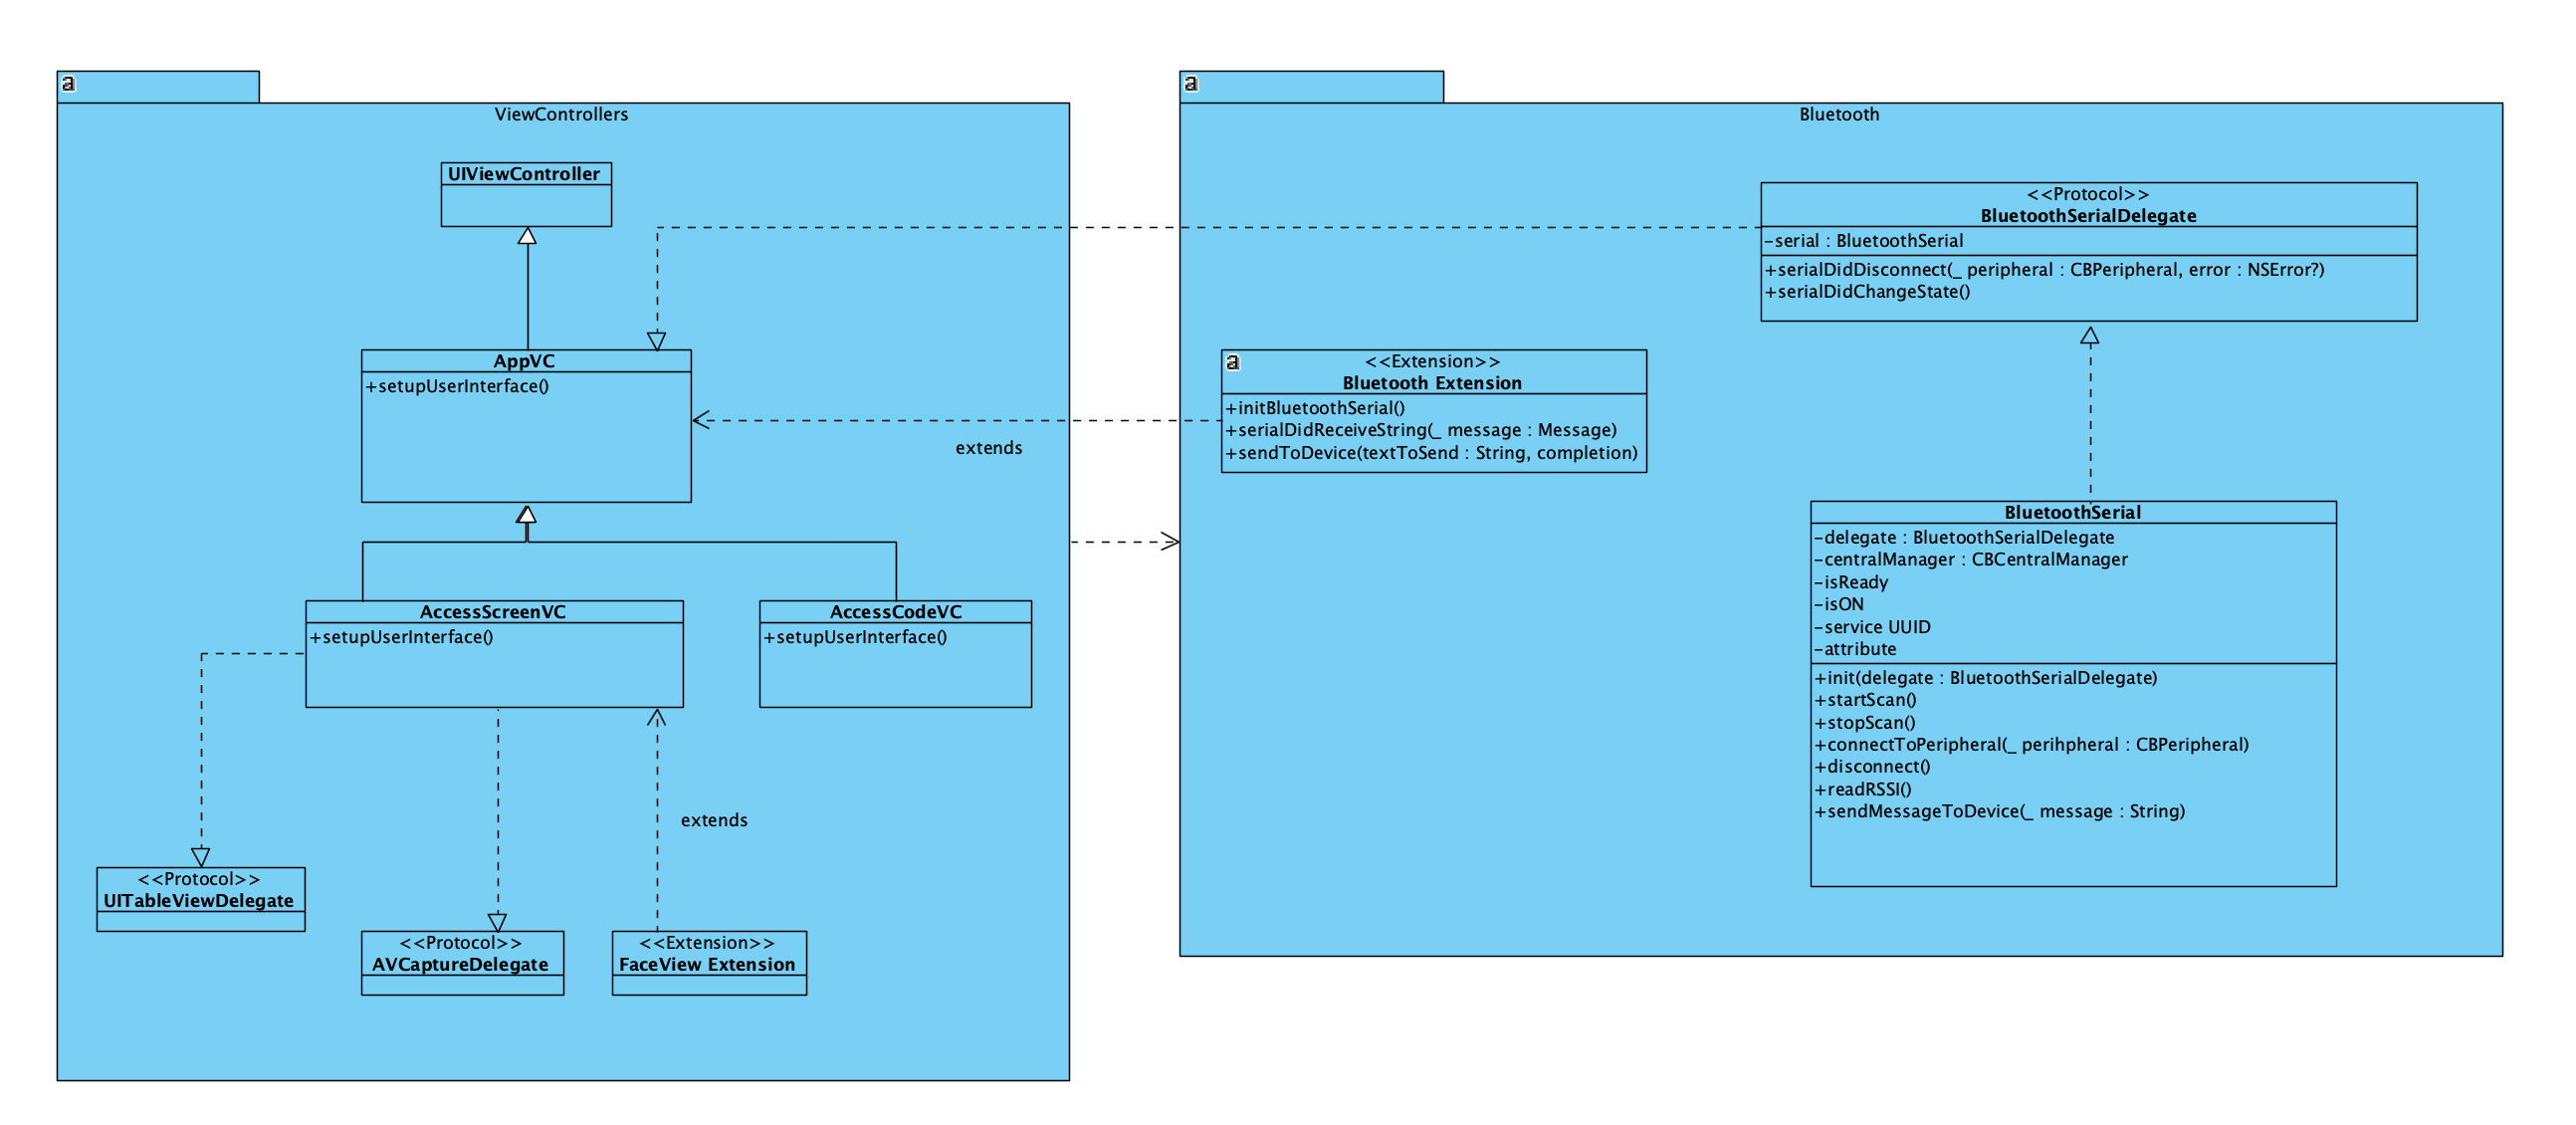 a
ViewControllers
UIViewController
AppVC
+setupUserInterface()
extends
AccessScreenVC
+setupUserInterface()
AccessCodeVC
+setupUserInterface()
extends
<<Protocol>>
UITableViewDelegate
<<Protocol>>
AVCaptureDelegate
<<Extension>>
FaceView Extension
a
Bluetooth
<<Protocol>>
BluetoothSerialDelegate
-serial : BluetoothSerial
+serialDidDisconnect(_ peripheral : CBPeripheral, error : NSError?)
+serialDidChangeState()
a
<<Extension>>
Bluetooth Extension
+initBluetoothSerial()
+serialDidReceiveString(_ message : Message)
+sendToDevice(textToSend : String, completion)
BluetoothSerial
-delegate : BluetoothSerialDelegate
-centralManager : CBCentralManager
-isReady
-isON
-service UUID
-attribute
+init(delegate : BluetoothSerialDelegate)
+startScan()
+stopScan()
+connectToPeripheral(_ perihpheral : CBPeripheral)
+disconnect()
+readRSSI()
+sendMessageToDevice(_ message : String)